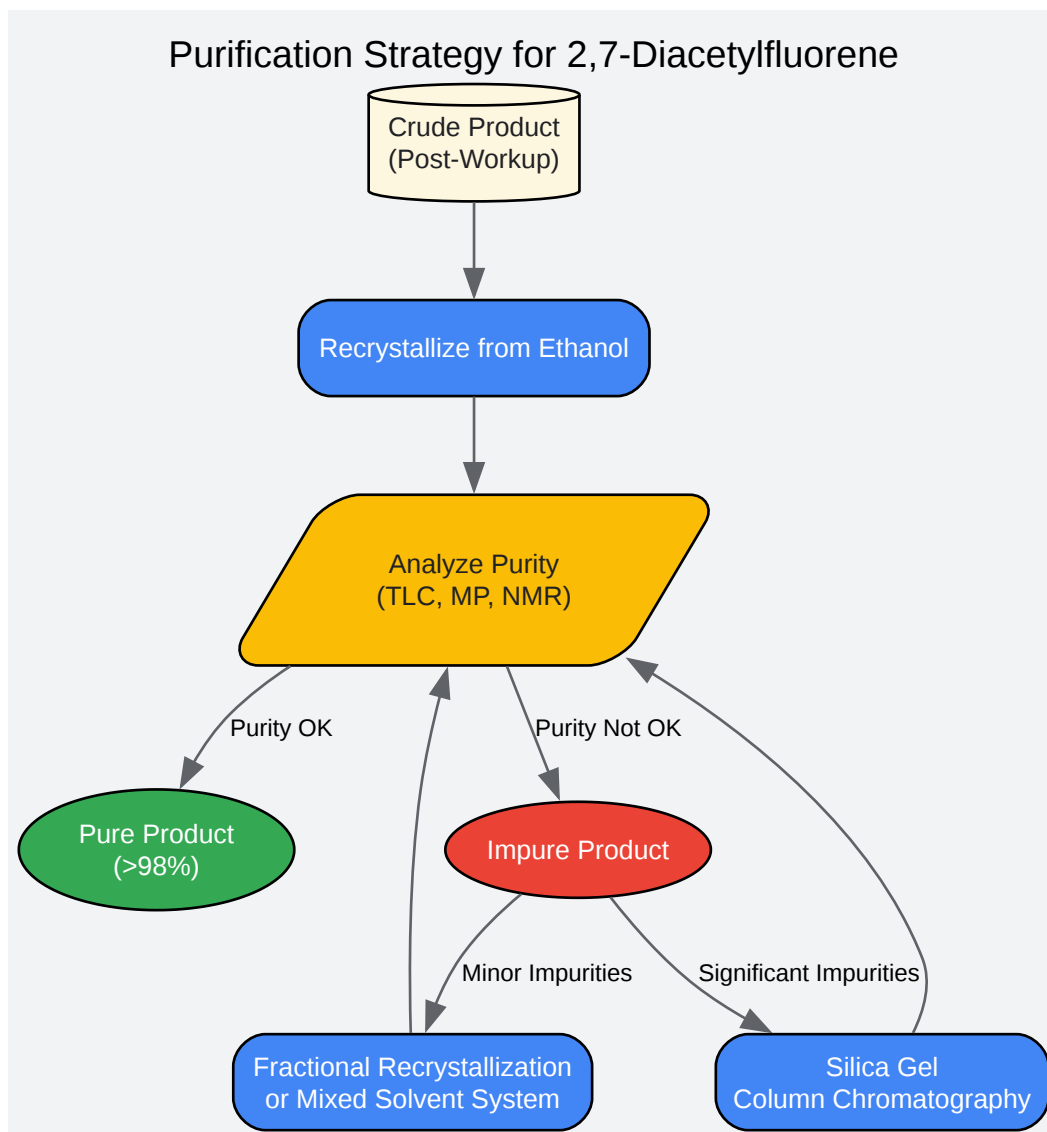 Purification Strategy for 2,7-Diacetylfluorene
Crude Product
(Post-Workup)
Recrystallize from Ethanol
Analyze Purity
(TLC, MP, NMR)
Purity OK
Purity Not OK
Pure Product
(>98%)
Impure Product
Minor Impurities
Significant Impurities
Fractional Recrystallization
or Mixed Solvent System
Silica Gel
Column Chromatography